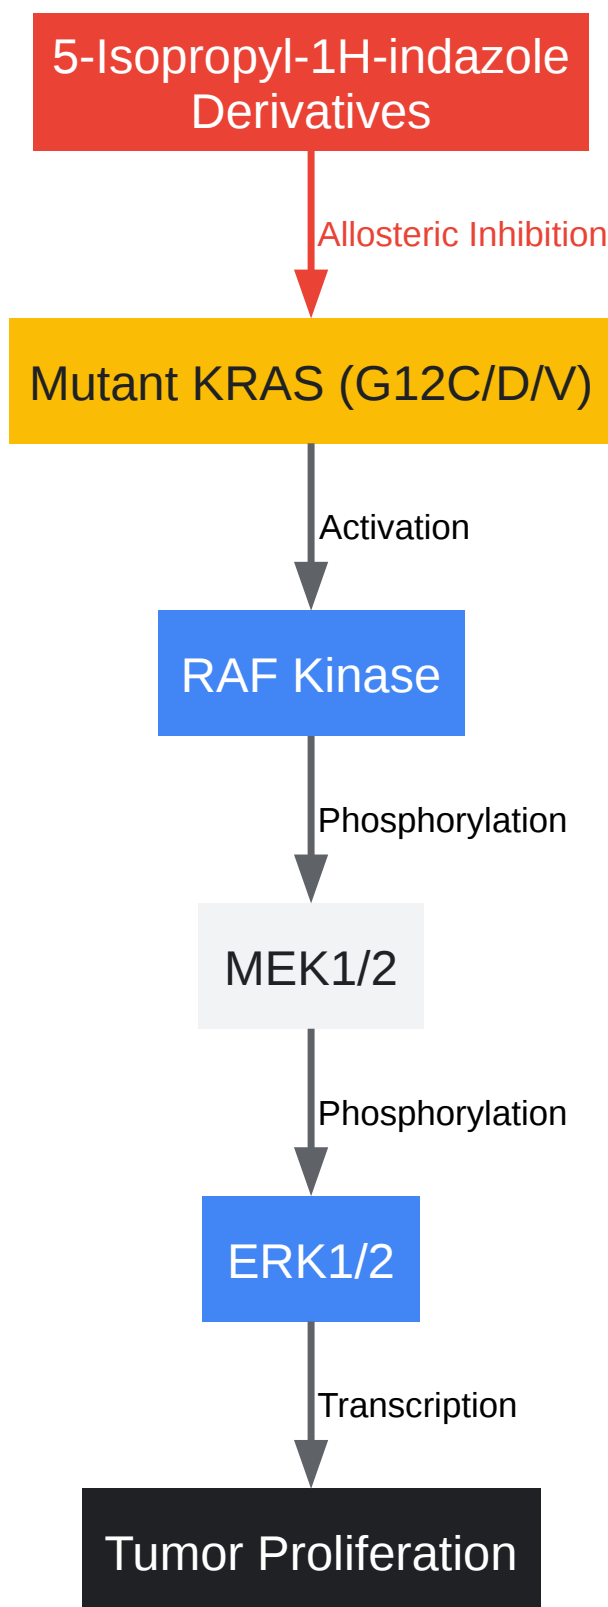 5-Isopropyl-1H-indazole
Derivatives
Allosteric Inhibition
Mutant KRAS (G12C/D/V)
Activation
RAF Kinase
Phosphorylation
MEK1/2
Phosphorylation
ERK1/2
Transcription
Tumor Proliferation